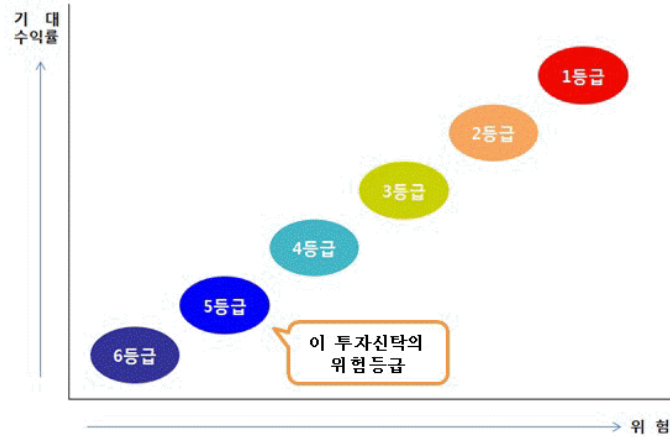 기 대
수익률
1등급
2등급
3등급
4등급
5등급
이 투자신탁의
위험등급
6등급
위 험